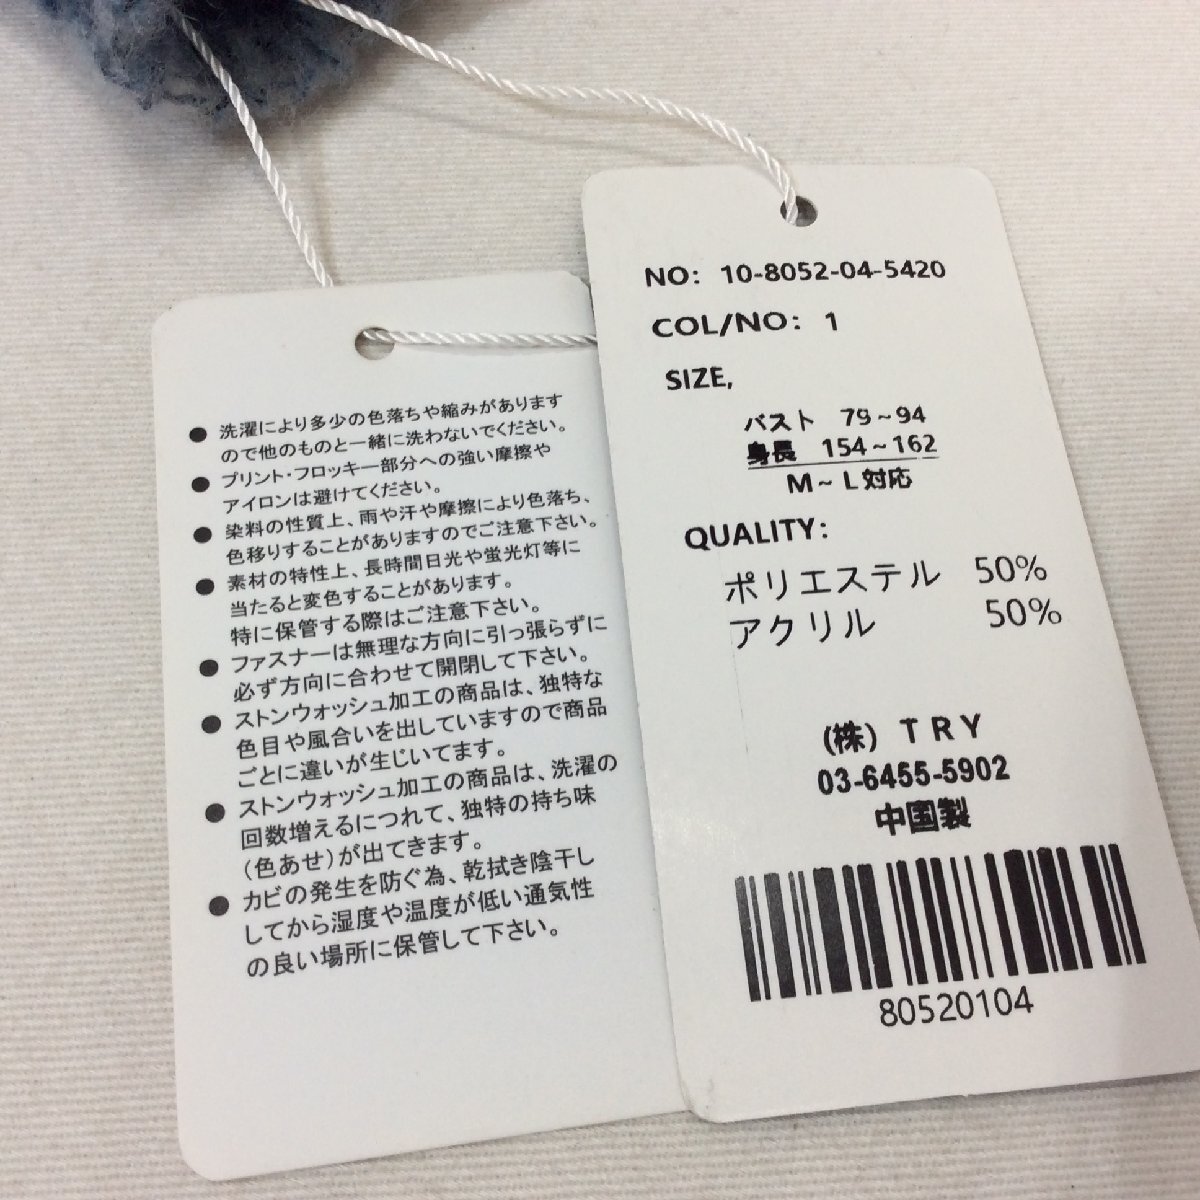 ● 洗濯により多少の色落ちや縮みがあります
ので他のものと一緒に洗わないでください。
● プリント・フロッキー部分への強い摩擦や
アイロンは避けてください。
● 染料の性質上、雨や汗や摩擦により色落ち、
色移りすることがありますのでご注意下さい。
● 素材の特性上、長時間日光や蛍光灯等に
当たると変色することがあります。
特に保管する際はご注意下さい。
● ファスナーは無理な方向に引っ張らずに
必ず方向に合わせて開閉して下さい。
● ストンウォッシュ加工の商品は、独特な
色目や風合いを出していますので商品
ごとに違いが生じいてます。
● ストンウォッシュ加工の商品は、洗濯の
回数増えるにつれて、独特の持ち味
(色あせ)が出てきます。
● カビの発生を防ぐ為、乾拭き陰干し
してから湿度や温度が低い通気性
の良い場所に保管して下さい。
NO: 10-8052-04-5420
COL/NO: 1
SIZE,
バスト 79~94
身長 154~162
M~L対応
QUALITY:
ポリエステル 50%
アクリル 50%
(株) TRY
03-6455-5902
中国製
80520104